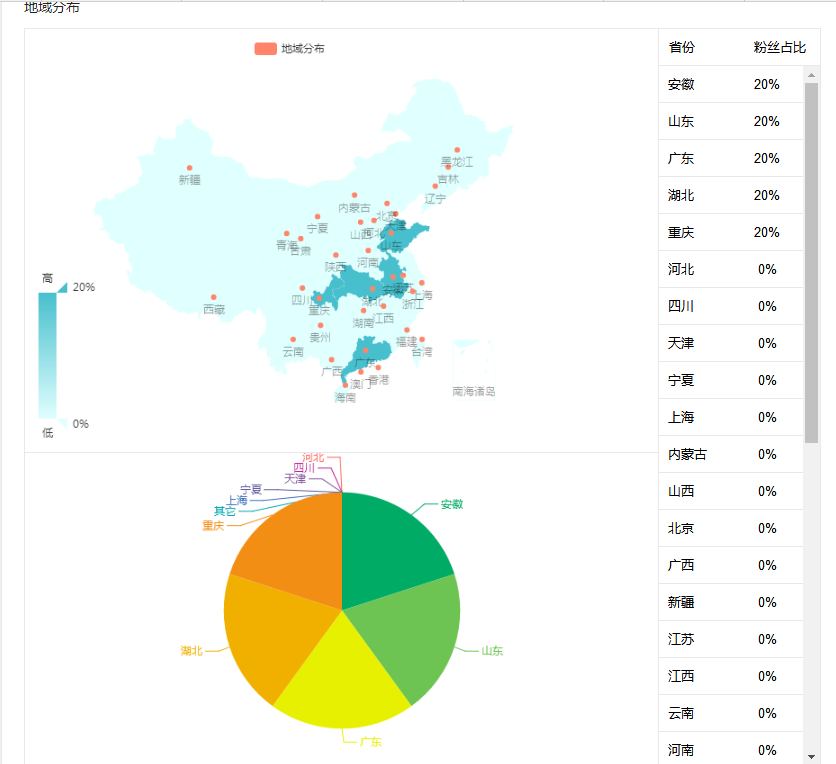 地域分布
地域分布
黑龙江
吉林
新疆
辽宁
内蒙古
北京
宁夏
天津
山西
河北
青海
甘肃
山东
河南
陕西
高
20%
安徽
江苏
上海
四川
湖北
浙江
西藏
重庆
江西
湖南
贵州
福建
云南
台湾
广东
广西
香港
澳门
南海诸岛
海南
0%
低
河北
四川
天津
宁夏
上海
其它
重庆
安徽
湖北
山东
广东
省份 粉丝占比
安徽 20%
山东 20%
广东 20%
湖北 20%
重庆 20%
河北 0%
四川 0%
天津 0%
宁夏 0%
上海 0%
内蒙古 0%
山西 0%
北京 0%
广西 0%
新疆 0%
江苏 0%
江西 0%
云南 0%
河南 0%